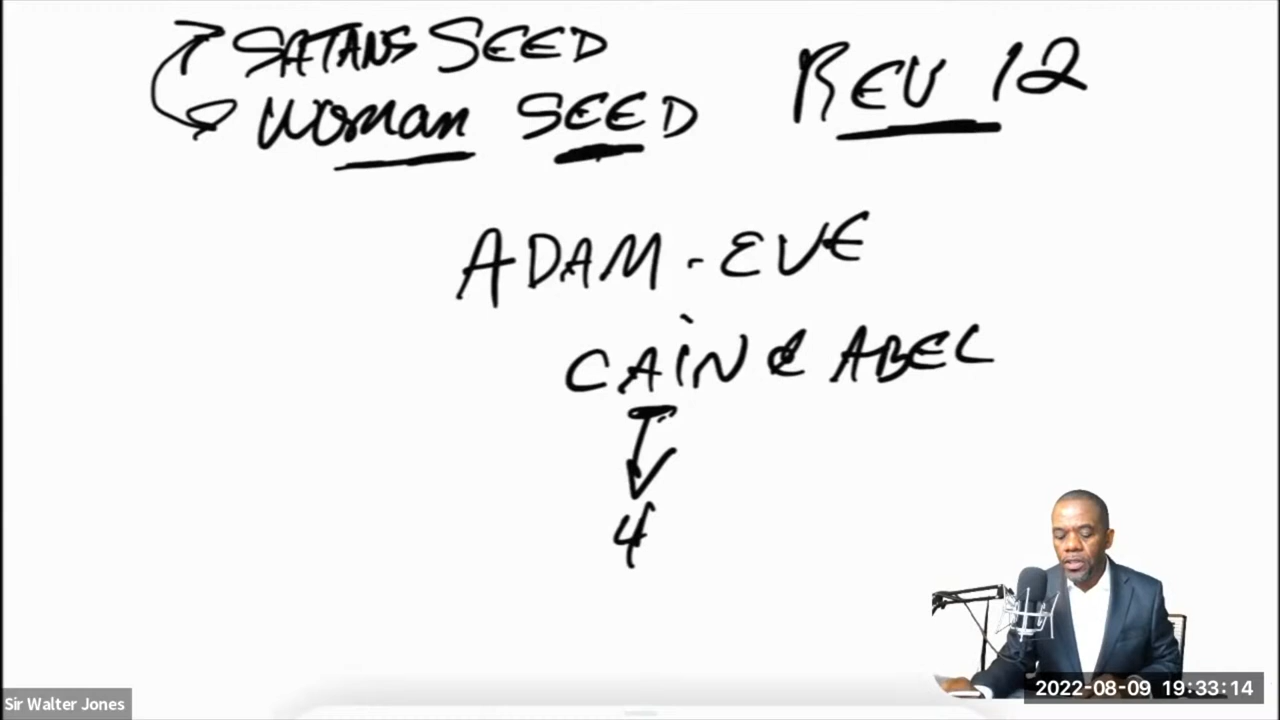 SATANS SEED
WOMAN SEED
REV 12
ADAM - EVE
CAIN & ABEL
4
Sir Walter Jones
2022-08-09 19:33:14